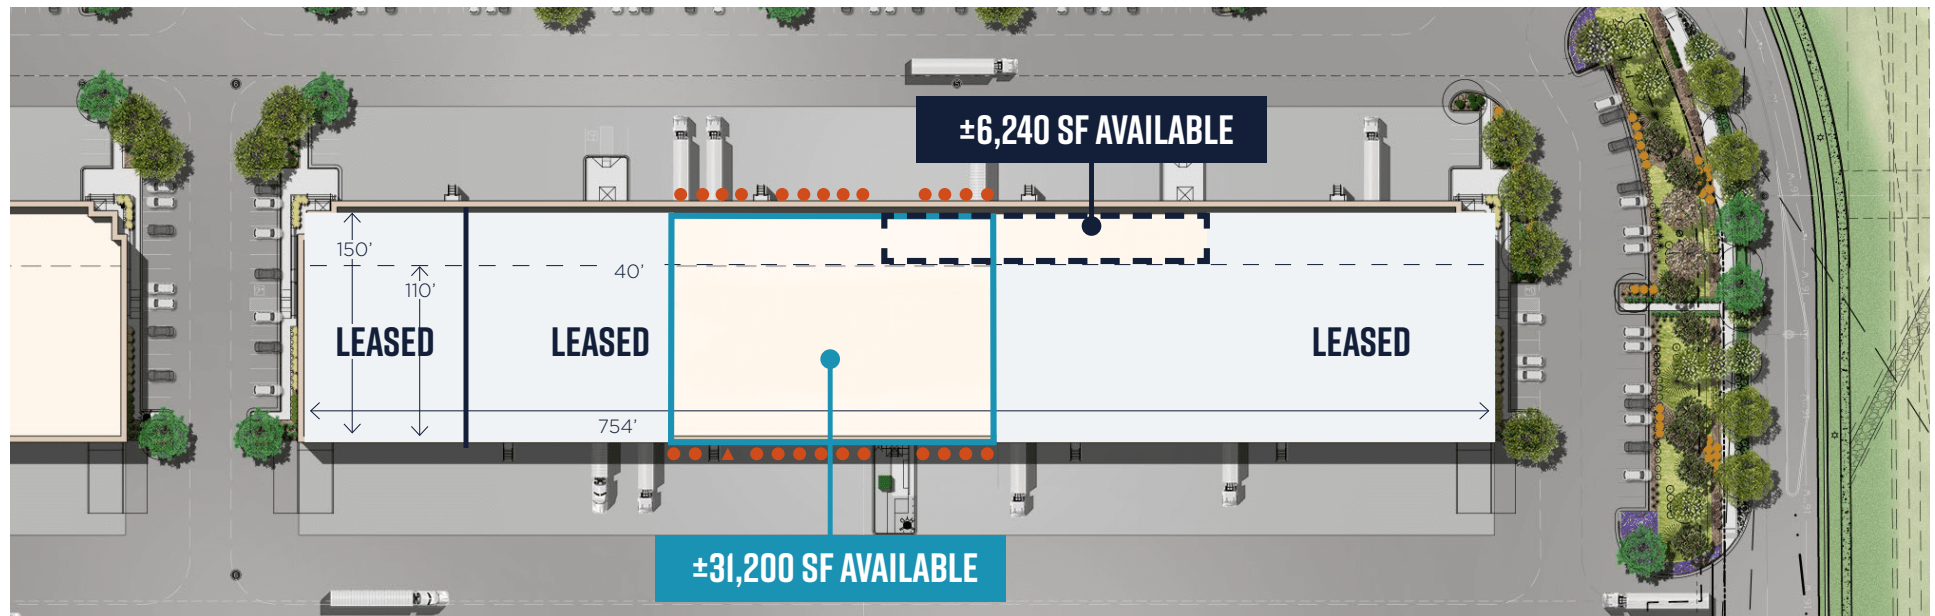 ±6,240 SF AVAILABLE
150'
40'
110'
LEASED
LEASED
LEASED
754'
±31,200 SF AVAILABLE